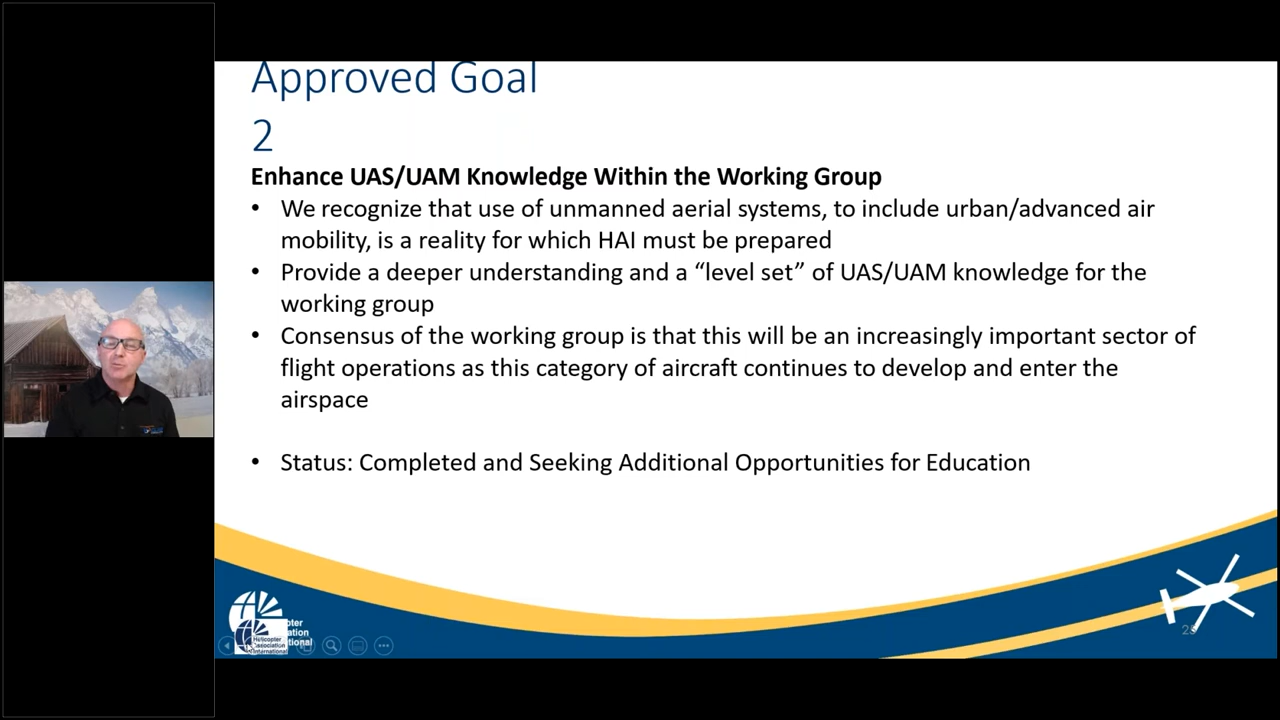 Approved Goal
2
Enhance UAS/UAM Knowledge Within the Working Group
• We recognize that use of unmanned aerial systems, to include urban/advanced air
mobility, is a reality for which HAI must be prepared
• Provide a deeper understanding and a “level set” of UAS/UAM knowledge for the
working group
• Consensus of the working group is that this will be an increasingly important sector of
flight operations as this category of aircraft continues to develop and enter the
airspace
• Status: Completed and Seeking Additional Opportunities for Education
Helicopter
Association
International